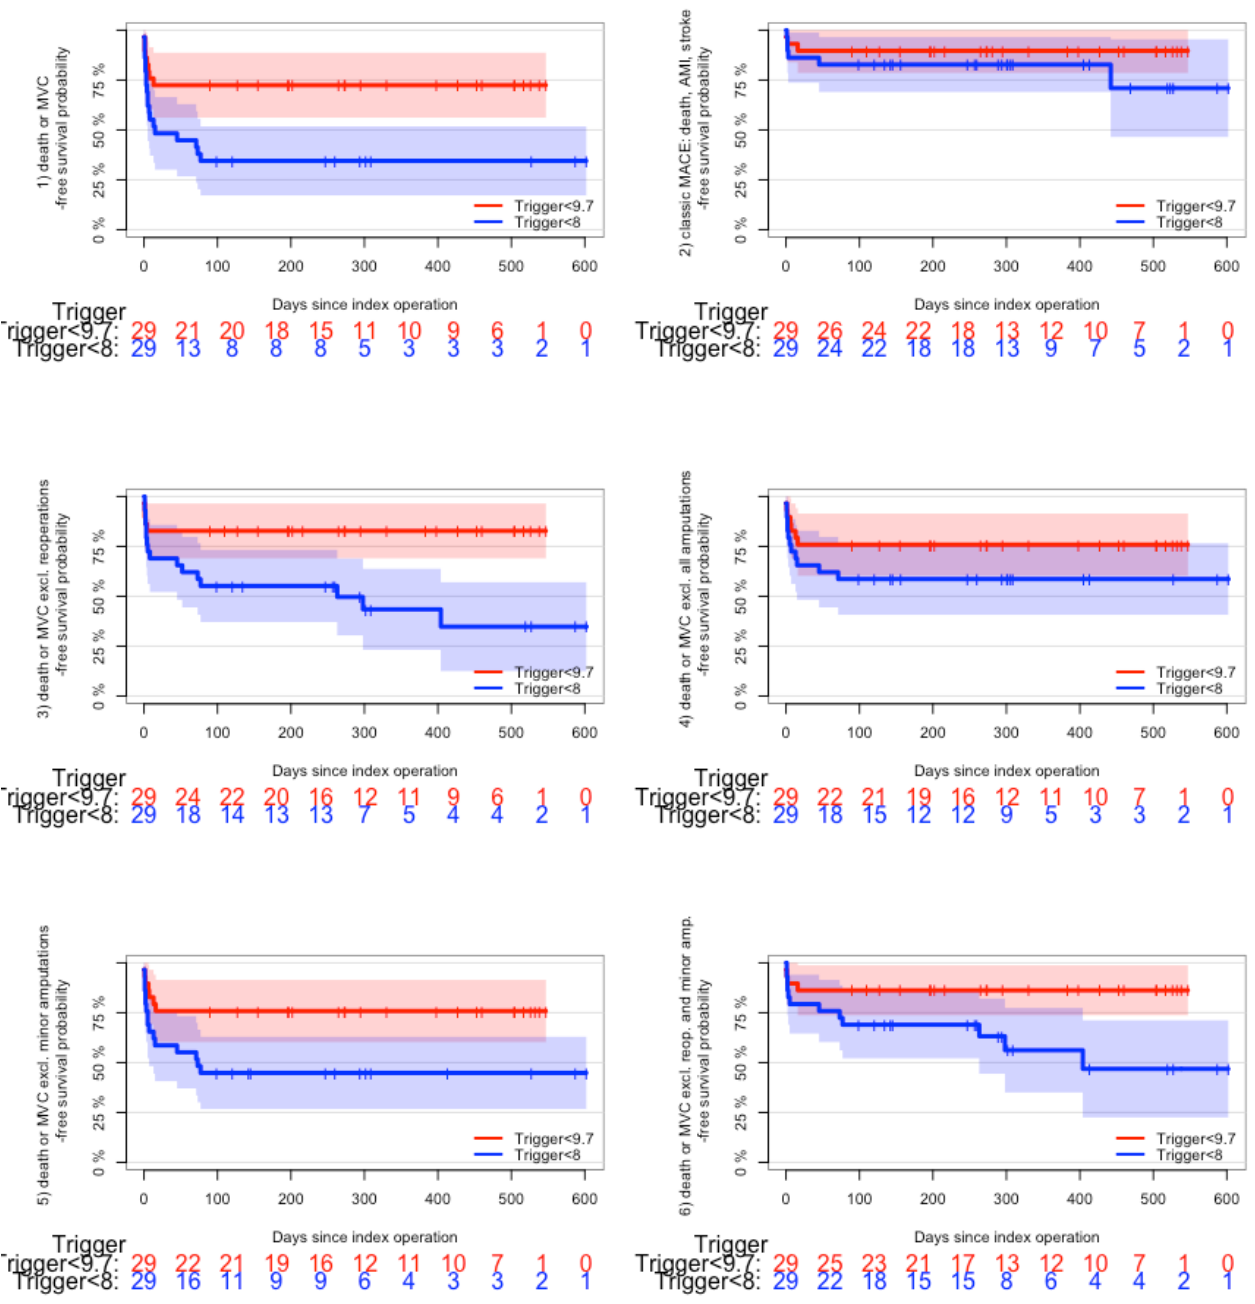 1) death or MVC
-free survival probability
75 %
50 %
25 %
0 %
Trigger<9.7
Trigger<8
0 100 200 300 400 500 600
Days since index operation
Trigger
Trigger<9.7: 29 21 20 18 15 11 10 9 6 1 0
Trigger<8: 29 13 8 8 8 5 3 3 3 2 1
2) classic MACE: death, AMI, stroke
-free survival probability
75 %
50 %
25 %
0 %
Trigger<9.7
Trigger<8
0 100 200 300 400 500 600
Days since index operation
Trigger
Trigger<9.7: 29 26 24 22 18 13 12 10 7 1 0
Trigger<8: 29 24 22 18 18 13 9 7 5 2 1
3) death or MVC excl. reoperations
-free survival probability
75 %
50 %
25 %
0 %
Trigger<9.7
Trigger<8
0 100 200 300 400 500 600
Days since index operation
Trigger
Trigger<9.7: 29 24 22 20 16 12 11 9 6 1 0
Trigger<8: 29 18 14 13 13 7 5 4 4 2 1
4) death or MVC excl. all amputations
-free survival probability
75 %
50 %
25 %
0 %
Trigger<9.7
Trigger<8
0 100 200 300 400 500 600
Days since index operation
Trigger
Trigger<9.7: 29 22 21 19 16 12 11 10 7 1 0
Trigger<8: 29 18 15 12 12 9 5 3 3 2 1
5) death or MVC excl. minor amputations
-free survival probability
75 %
50 %
25 %
0 %
Trigger<9.7
Trigger<8
0 100 200 300 400 500 600
Days since index operation
Trigger
Trigger<9.7: 29 22 21 19 16 12 11 10 7 1 0
Trigger<8: 29 16 11 9 9 6 4 3 3 2 1
6) death or MVC excl. reop. and minor amp.
-free survival probability
75 %
50 %
25 %
0 %
Trigger<9.7
Trigger<8
0 100 200 300 400 500 600
Days since index operation
Trigger
Trigger<9.7: 29 25 23 21 17 13 12 10 7 1 0
Trigger<8: 29 22 18 15 15 8 6 4 4 2 1